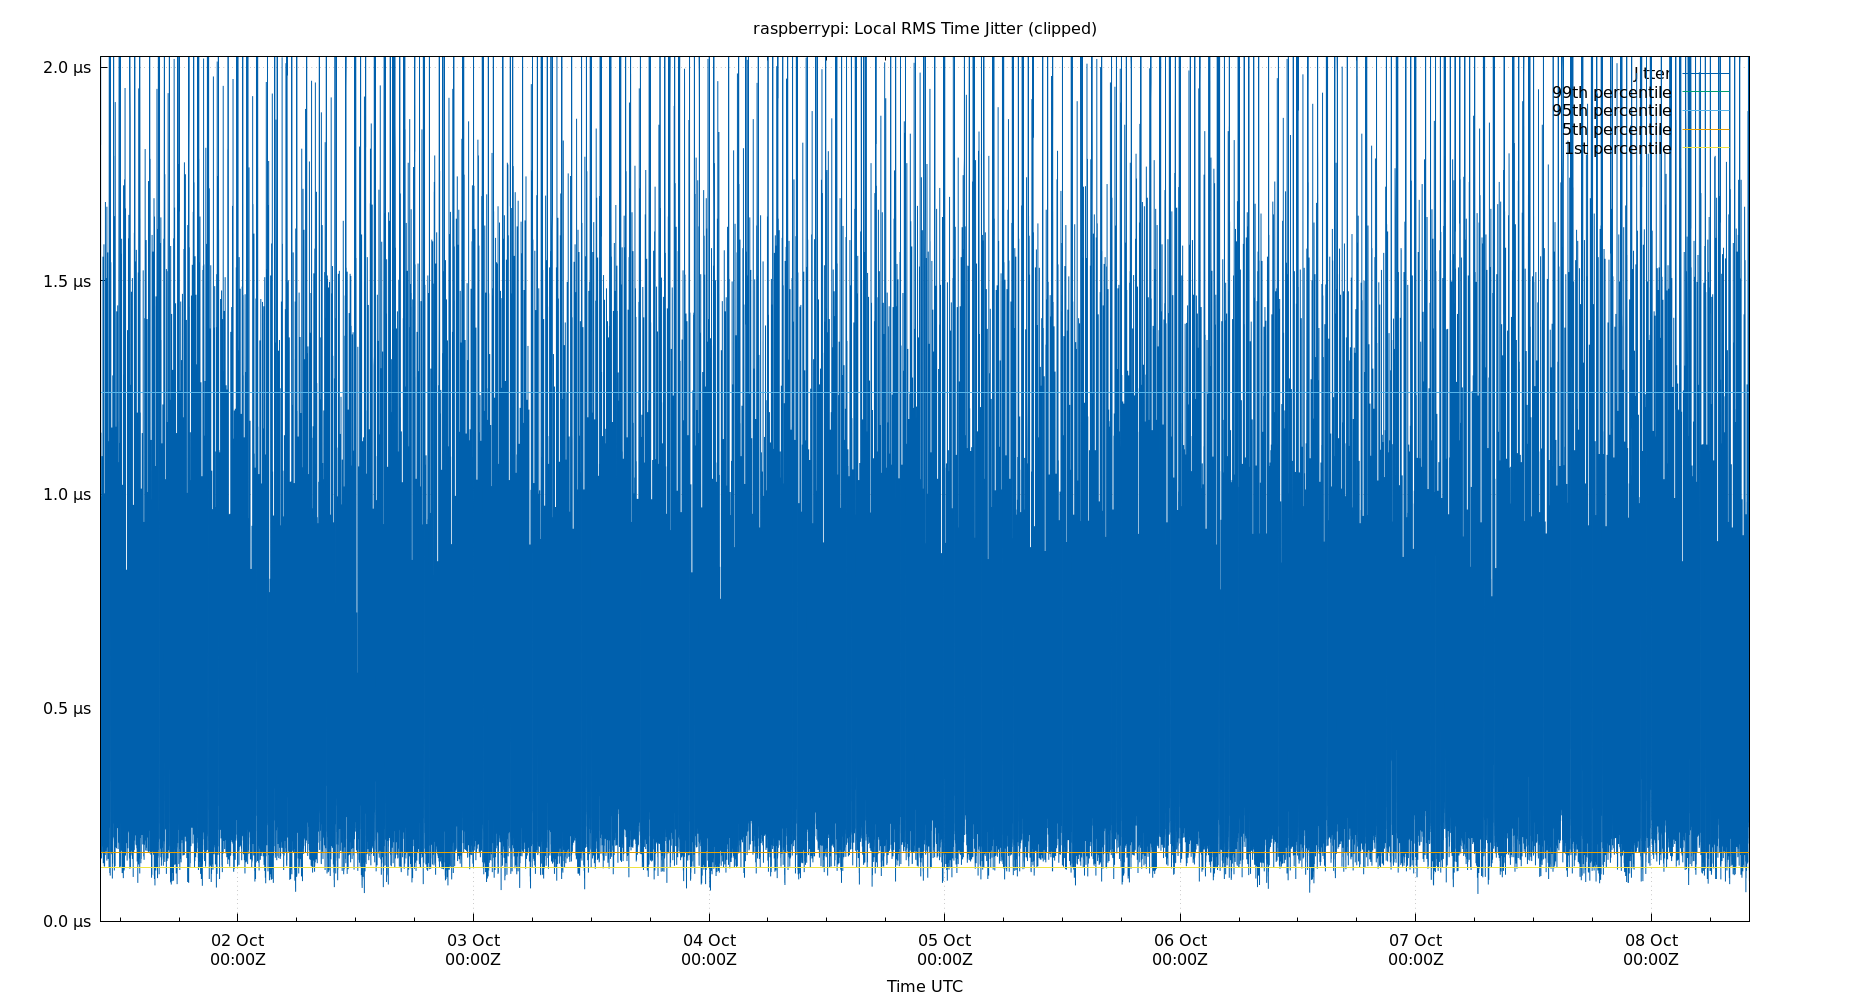 raspberrypi: Local RMS Time Jitter (clipped)
2.0 µs
1.5 µs
1.0 µs
0.5 µs
0.0 µs
Jitter
99th percentile
95th percentile
5th percentile
1st percentile
02 Oct
00:00Z
03 Oct
00:00Z
04 Oct
00:00Z
05 Oct
00:00Z
06 Oct
00:00Z
07 Oct
00:00Z
08 Oct
00:00Z
Time UTC